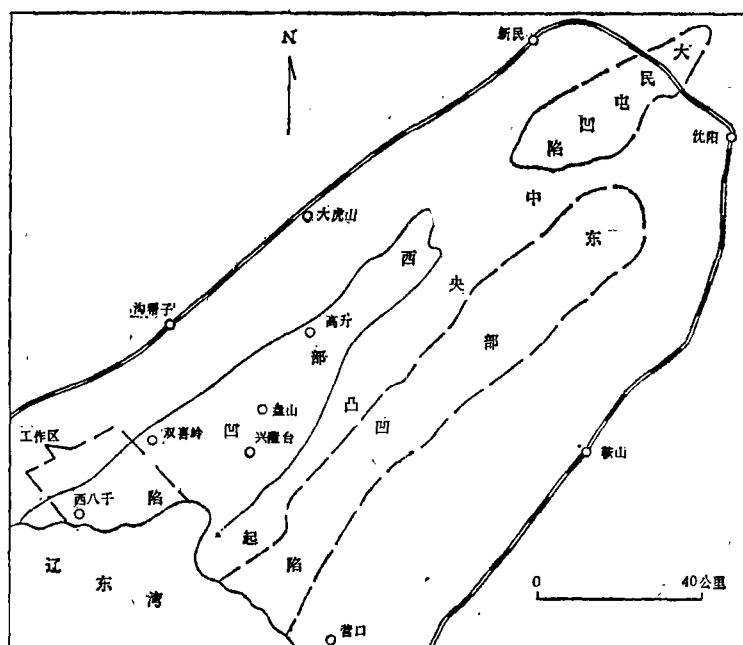 N
新民
沈阳
大虎山
沟帮子
高升
盘山
兴隆台
双喜岭
工作区
西八千
鞍山
营口
大民屯凹陷
中央凸起
东部凹陷
西部凹陷
辽东湾
0 40公里